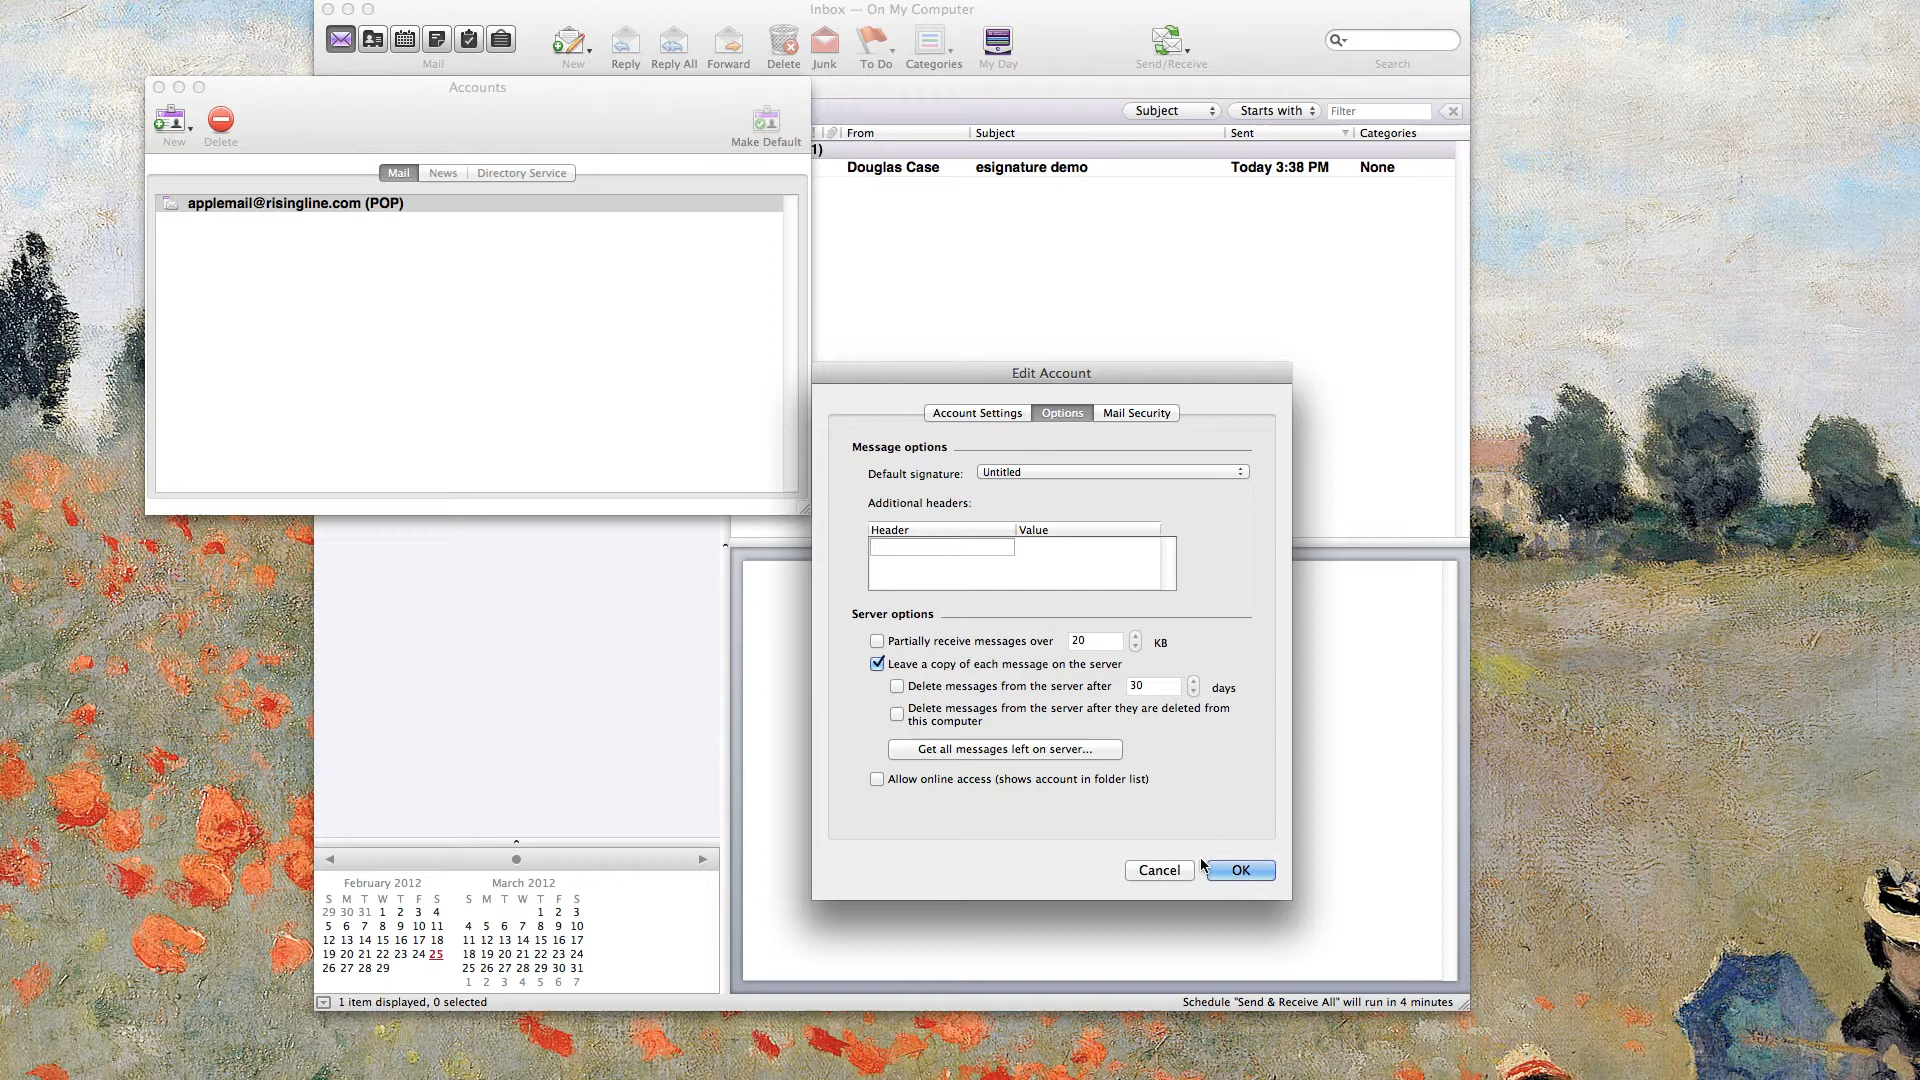 Inbox — On My Computer
Mail
New
Reply
Reply All
Forward
Delete
Junk
To Do
Categories
My Day
Send/Receive
Search
Accounts
New
Delete
Make Default
Mail
News
Directory Service
applemail@risingline.com (POP)
Subject
Starts with
Filter
From
Subject
Sent
Categories
1)
Douglas Case
esignature demo
Today 3:38 PM
None
Edit Account
Account Settings
Options
Mail Security
Message options
Default signature:
Untitled
Additional headers:
Header
Value
Server options
Partially receive messages over
20
KB
Leave a copy of each message on the server
Delete messages from the server after
30
days
Delete messages from the server after they are deleted from
this computer
Get all messages left on server...
Allow online access (shows account in folder list)
Cancel
OK
February 2012
S M T W T F S
29 30 31 1 2 3 4
5 6 7 8 9 10 11
12 13 14 15 16 17 18
19 20 21 22 23 24 25
26 27 28 29
March 2012
S M T W T F S
1 2 3
4 5 6 7 8 9 10
11 12 13 14 15 16 17
18 19 20 21 22 23 24
25 26 27 28 29 30 31
1 2 3 4 5 6 7
1 item displayed, 0 selected
Schedule "Send & Receive All" will run in 4 minutes